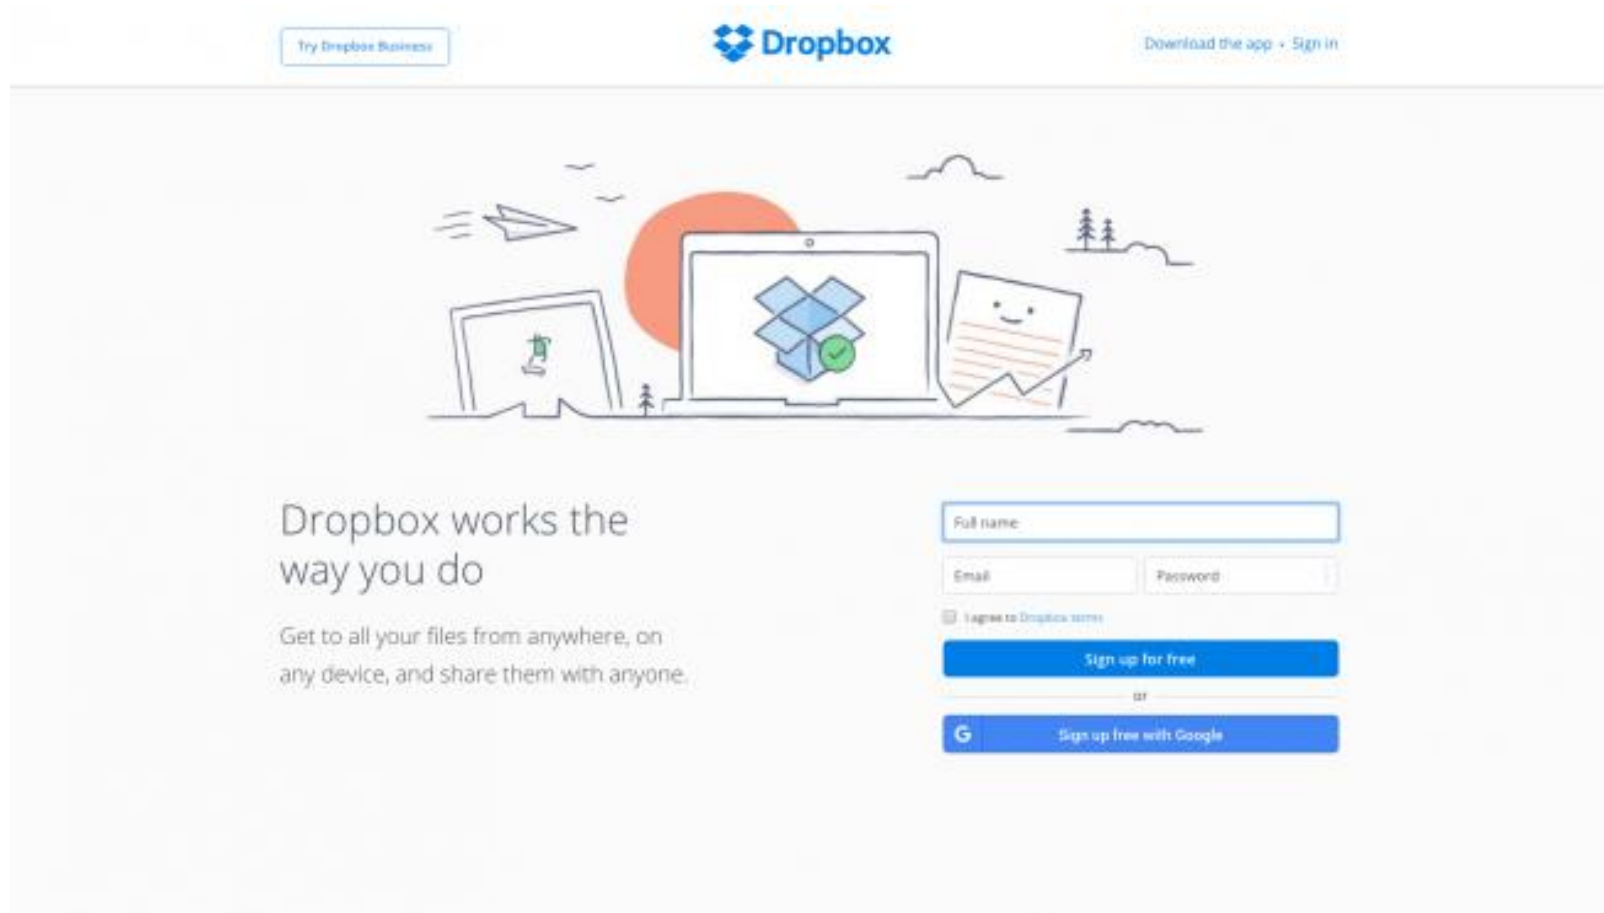 Try Dropbox Business
Dropbox
Download the app • Sign in
Dropbox works the
way you do
Get to all your files from anywhere, on
any device, and share them with anyone.
Full name
Email
Password
I agree to Dropbox terms
Sign up for free
or
G
Sign up free with Google